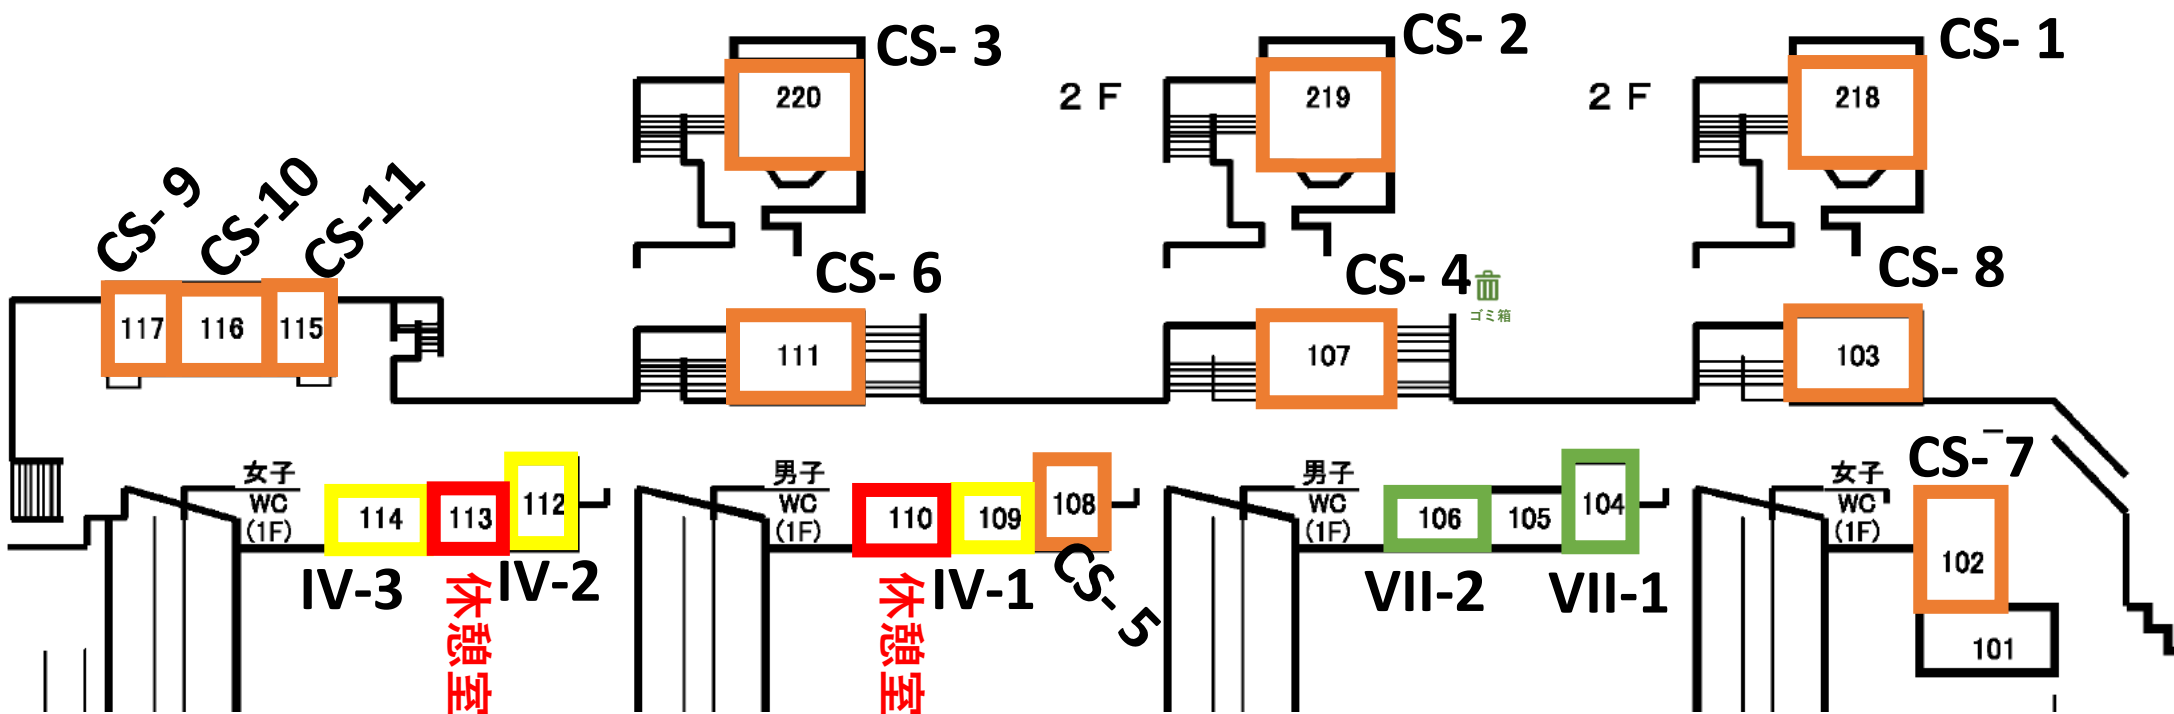 CS- 3
CS- 2
CS- 1
220
2 F
219
2 F
218
CS- 9
CS-10
CS-11
CS- 6
CS- 4
ゴミ箱
CS- 8
117
116
115
111
107
103
CS- 7
女子
WC
(1F)
114
113
112
男子
WC
(1F)
110
109
108
男子
WC
(1F)
106
105
104
女子
WC
(1F)
102
IV-3
休憩室
IV-2
休憩室
IV-1
CS- 5
VII-2
VII-1
101